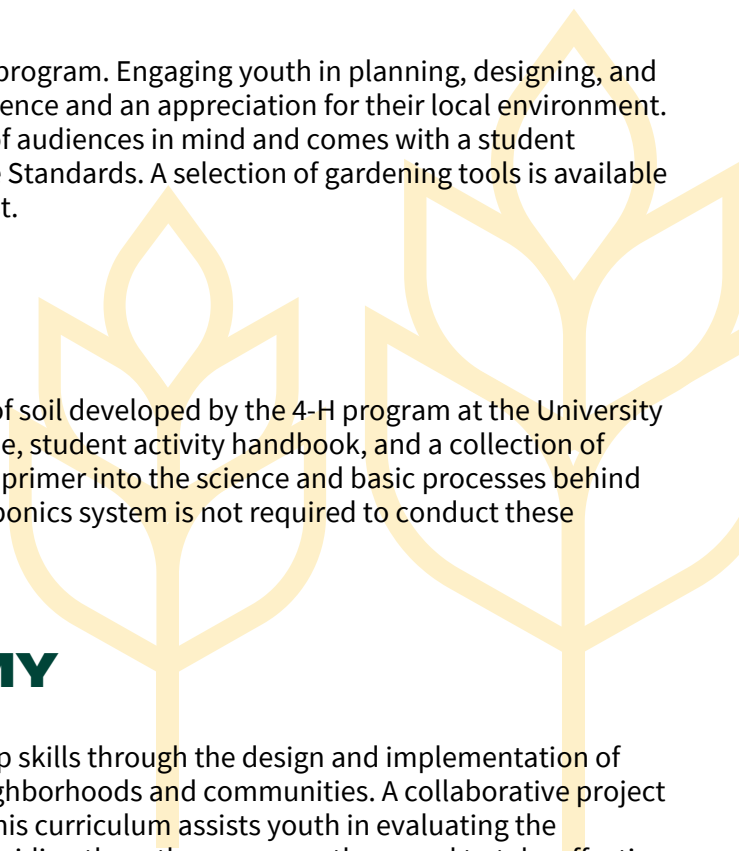 program. Engaging youth in planning, designing, and
ence and an appreciation for their local environment.
of audiences in mind and comes with a student
Standards. A selection of gardening tools is available
t.
of soil developed by the 4-H program at the University
e, student activity handbook, and a collection of
primer into the science and basic processes behind
ponics system is not required to conduct these
MY
p skills through the design and implementation of
ghborhoods and communities. A collaborative project
his curriculum assists youth in evaluating the